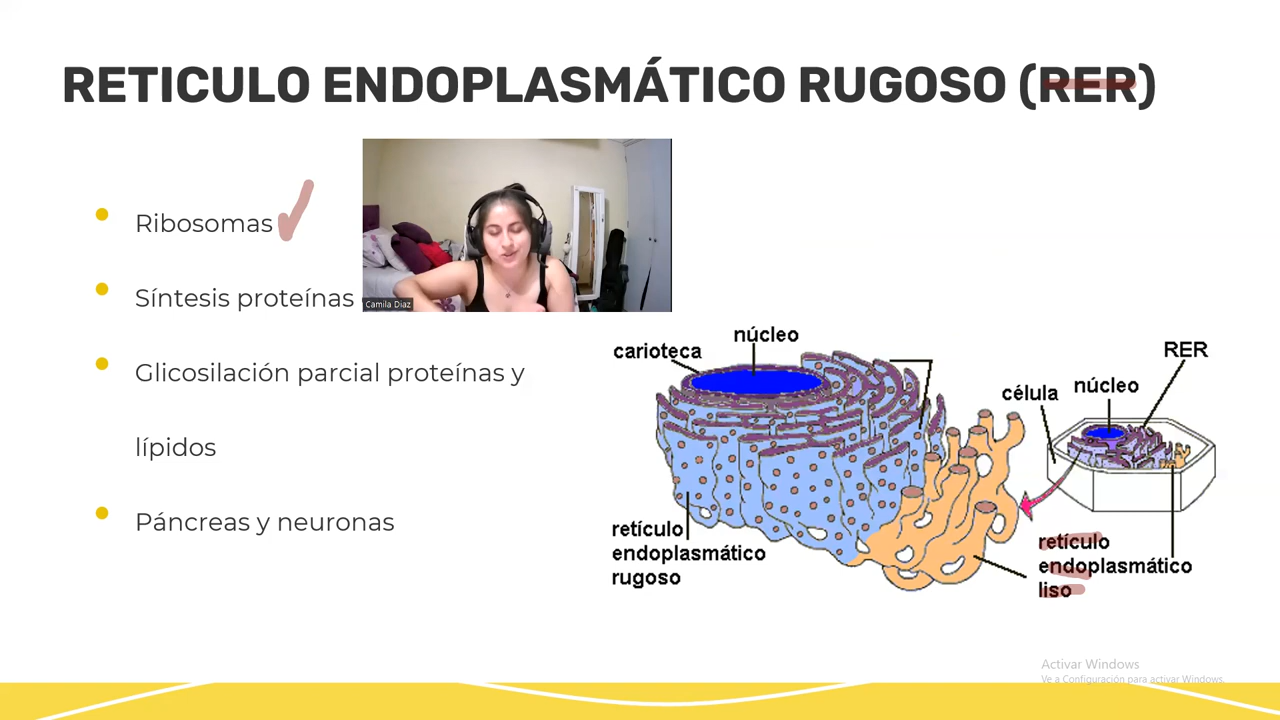 RETICULO ENDOPLASMÁTICO RUGOSO (RER)
Ribosomas
Síntesis proteínas
Camila Diaz
Glicosilación parcial proteínas y
lípidos
Páncreas y neuronas
núcleo
carioteca
RER
núcleo
célula
retículo
endoplasmático
rugoso
retículo
endoplasmático
liso
Activar Windows
Ve a Configuración para activar Windows.